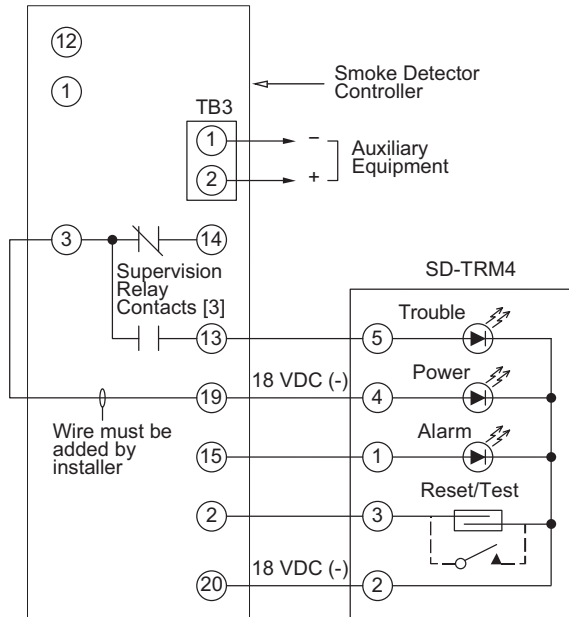 12
1
Smoke Detector
Controller
TB3
1
−
2
+
Auxiliary
Equipment
3
14
Supervision
Relay
Contacts [3]
13
SD-TRM4
Trouble
5
19
18 VDC (-)
4
Power
Wire must be
added by
installer
15
1
Alarm
2
3
Reset/Test
20
18 VDC (-)
2